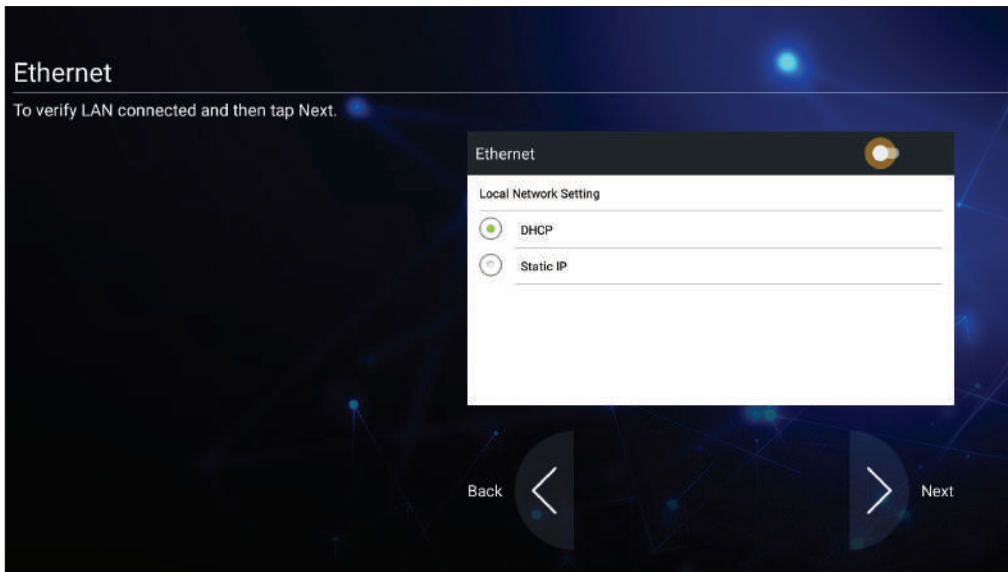 Ethernet
To verify LAN connected and then tap Next.
Ethernet
Local Network Setting
DHCP
Static IP
Back
Next